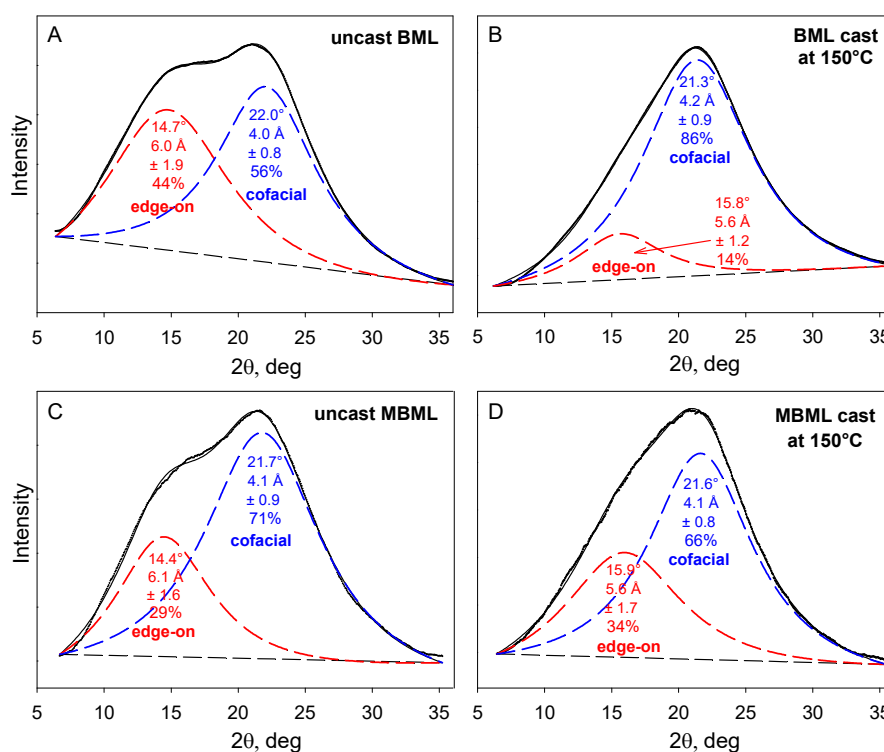 A
uncast BML
14.7°
6.0 Å
± 1.9
44%
edge-on
22.0°
4.0 Å
± 0.8
56%
cofacial
Intensity
5
10
15
20
25
30
35
2θ, deg
B
BML cast
at 150°C
21.3°
4.2 Å
± 0.9
86%
cofacial
15.8°
5.6 Å
± 1.2
14%
edge-on
5
10
15
20
25
30
35
2θ, deg
C
uncast MBML
21.7°
4.1 Å
± 0.9
71%
cofacial
14.4°
6.1 Å
± 1.6
29%
edge-on
Intensity
5
10
15
20
25
30
35
2θ, deg
D
MBML cast
at 150°C
21.6°
4.1 Å
± 0.8
66%
cofacial
15.9°
5.6 Å
± 1.7
34%
edge-on
5
10
15
20
25
30
35
2θ, deg